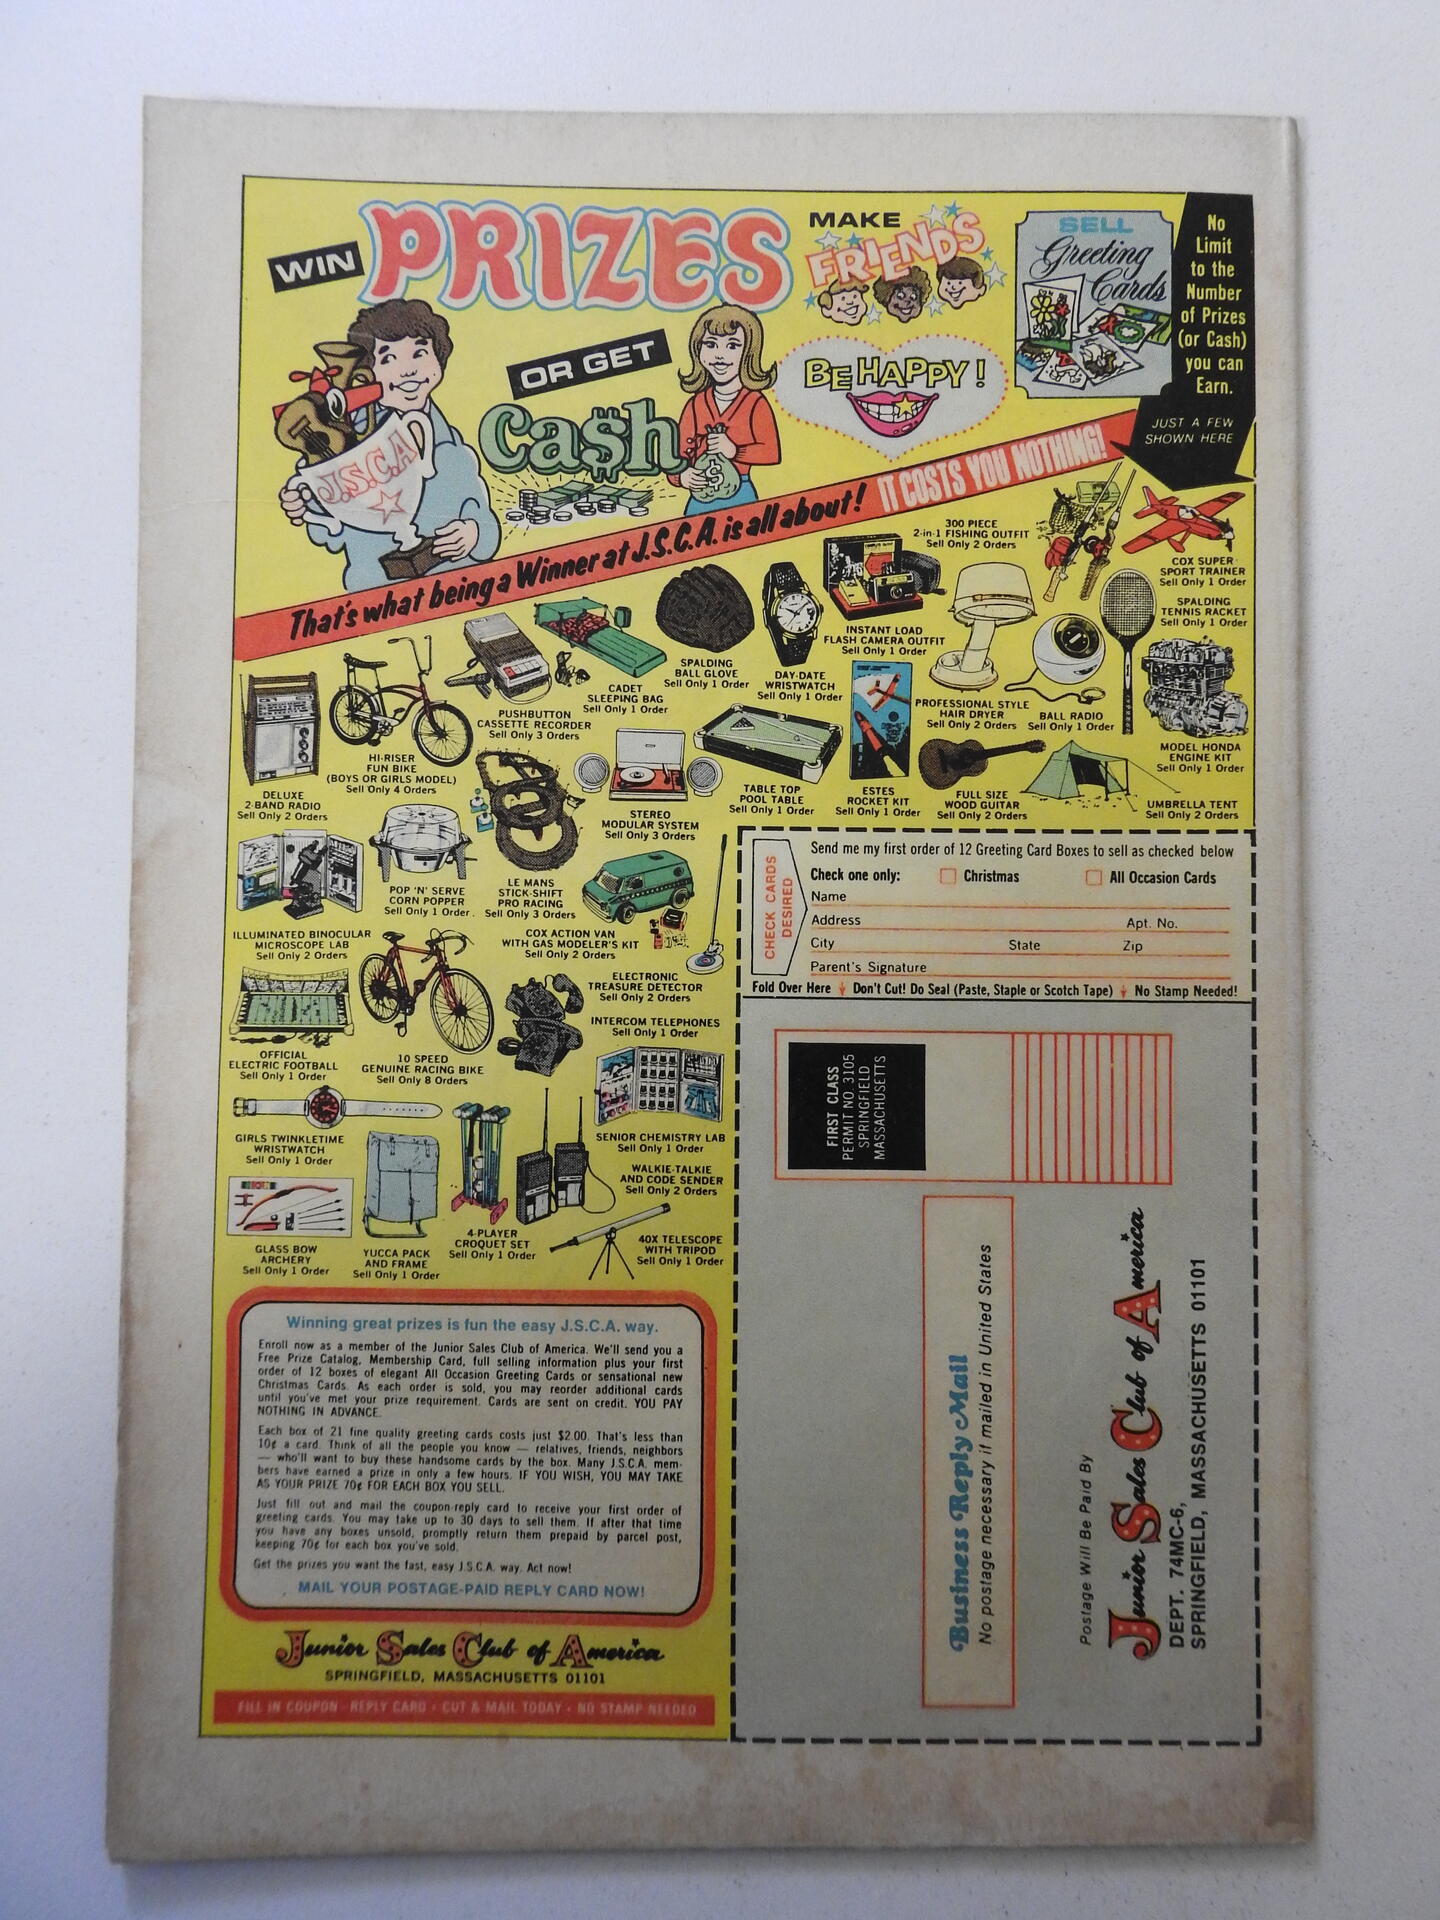 WIN PRIZES
MAKE
FRIENDS
SELL
Greeting
Cards
No
Limit
to the
Number
of Prizes
(or Cash)
you can
Earn.
JUST A FEW
SHOWN HERE
OR GET
Ca$h
BE HAPPY!
J.S.C.A
$
That's what being a Winner at J.S.C.A. is all about! IT COSTS YOU NOTHING!
300 PIECE
2-in-1 FISHING OUTFIT
Sell Only 2 Orders
COX SUPER
SPORT TRAINER
Sell Only 1 Order
SPALDING
TENNIS RACKET
Sell Only 1 Order
INSTANT LOAD
FLASH CAMERA OUTFIT
Sell Only 1 Order
SPALDING
BALL GLOVE
Sell Only 1 Order
DAY-DATE
WRISTWATCH
Sell Only 1 Order
CADET
SLEEPING BAG
Sell Only 1 Order
PUSHBUTTON
CASSETTE RECORDER
Sell Only 3 Orders
PROFESSIONAL STYLE
HAIR DRYER
Sell Only 2 Orders
BALL RADIO
Sell Only 1 Order
MODEL HONDA
ENGINE KIT
Sell Only 1 Order
HI-RISER
FUN BIKE
(BOYS OR GIRLS MODEL)
Sell Only 4 Orders
DELUXE
2-BAND RADIO
Sell Only 2 Orders
STEREO
MODULAR SYSTEM
Sell Only 3 Orders
TABLE TOP
POOL TABLE
Sell Only 1 Order
ESTES
ROCKET KIT
Sell Only 1 Order
FULL SIZE
WOOD GUITAR
Sell Only 2 Orders
UMBRELLA TENT
Sell Only 2 Orders
POP 'N' SERVE
CORN POPPER
Sell Only 1 Order.
LE MANS
STICK-SHIFT
PRO RACING
Sell Only 3 Orders
ILLUMINATED BINOCULAR
MICROSCOPE LAB
Sell Only 2 Orders
COX ACTION VAN
WITH GAS MODELER'S KIT
Sell Only 2 Orders
ELECTRONIC
TREASURE DETECTOR
Sell Only 2 Orders
INTERCOM TELEPHONES
Sell Only 1 Order
OFFICIAL
ELECTRIC FOOTBALL
Sell Only 1 Order
10 SPEED
GENUINE RACING BIKE
Sell Only 8 Orders
GIRLS TWINKLETIME
WRISTWATCH
Sell Only 1 Order
SENIOR CHEMISTRY LAB
Sell Only 1 Order
WALKIE-TALKIE
AND CODE SENDER
Sell Only 2 Orders
GLASS BOW
ARCHERY
Sell Only 1 Order
YUCCA PACK
AND FRAME
Sell Only 1 Order
4-PLAYER
CROQUET SET
Sell Only 1 Order
40X TELESCOPE
WITH TRIPOD
Sell Only 1 Order
Winning great prizes is fun the easy J.S.C.A. way.
Enroll now as a member of the Junior Sales Club of America. We'll send you a
Free Prize Catalog, Membership Card, full selling information plus your first
order of 12 boxes of elegant All Occasion Greeting Cards or sensational new
Christmas Cards. As each order is sold, you may reorder additional cards
until you've met your prize requirement. Cards are sent on credit. YOU PAY
NOTHING IN ADVANCE.
Each box of 21 fine quality greeting cards costs just $2.00. That's less than
10¢ a card. Think of all the people you know — relatives, friends, neighbors
— who'll want to buy these handsome cards by the box. Many J.S.C.A. mem-
bers have earned a prize in only a few hours. IF YOU WISH, YOU MAY TAKE
AS YOUR PRIZE 70¢ FOR EACH BOX YOU SELL.
Just fill out and mail the coupon-reply card to receive your first order of
greeting cards. You may take up to 30 days to sell them. If after that time
you have any boxes unsold, promptly return them prepaid by parcel post,
keeping 70¢ for each box you've sold.
Get the prizes you want the fast, easy J.S.C.A. way. Act now!
MAIL YOUR POSTAGE-PAID REPLY CARD NOW!
Junior Sales Club of America
SPRINGFIELD, MASSACHUSETTS 01101
FILL IN COUPON - REPLY CARD - CUT & MAIL TODAY - NO STAMP NEEDED
CHECK CARDS
DESIRED
Send me my first order of 12 Greeting Card Boxes to sell as checked below
Check one only: Christmas All Occasion Cards
Name
Address Apt. No.
City State Zip
Parent's Signature
Fold Over Here Don't Cut! Do Seal (Paste, Staple or Scotch Tape) No Stamp Needed!
FIRST CLASS
PERMIT NO. 3105
SPRINGFIELD
MASSACHUSETTS
Business Reply Mail
No postage necessary if mailed in United States
Postage Will Be Paid By
Junior Sales Club of America
DEPT. 74MC-6,
SPRINGFIELD, MASSACHUSETTS 01101